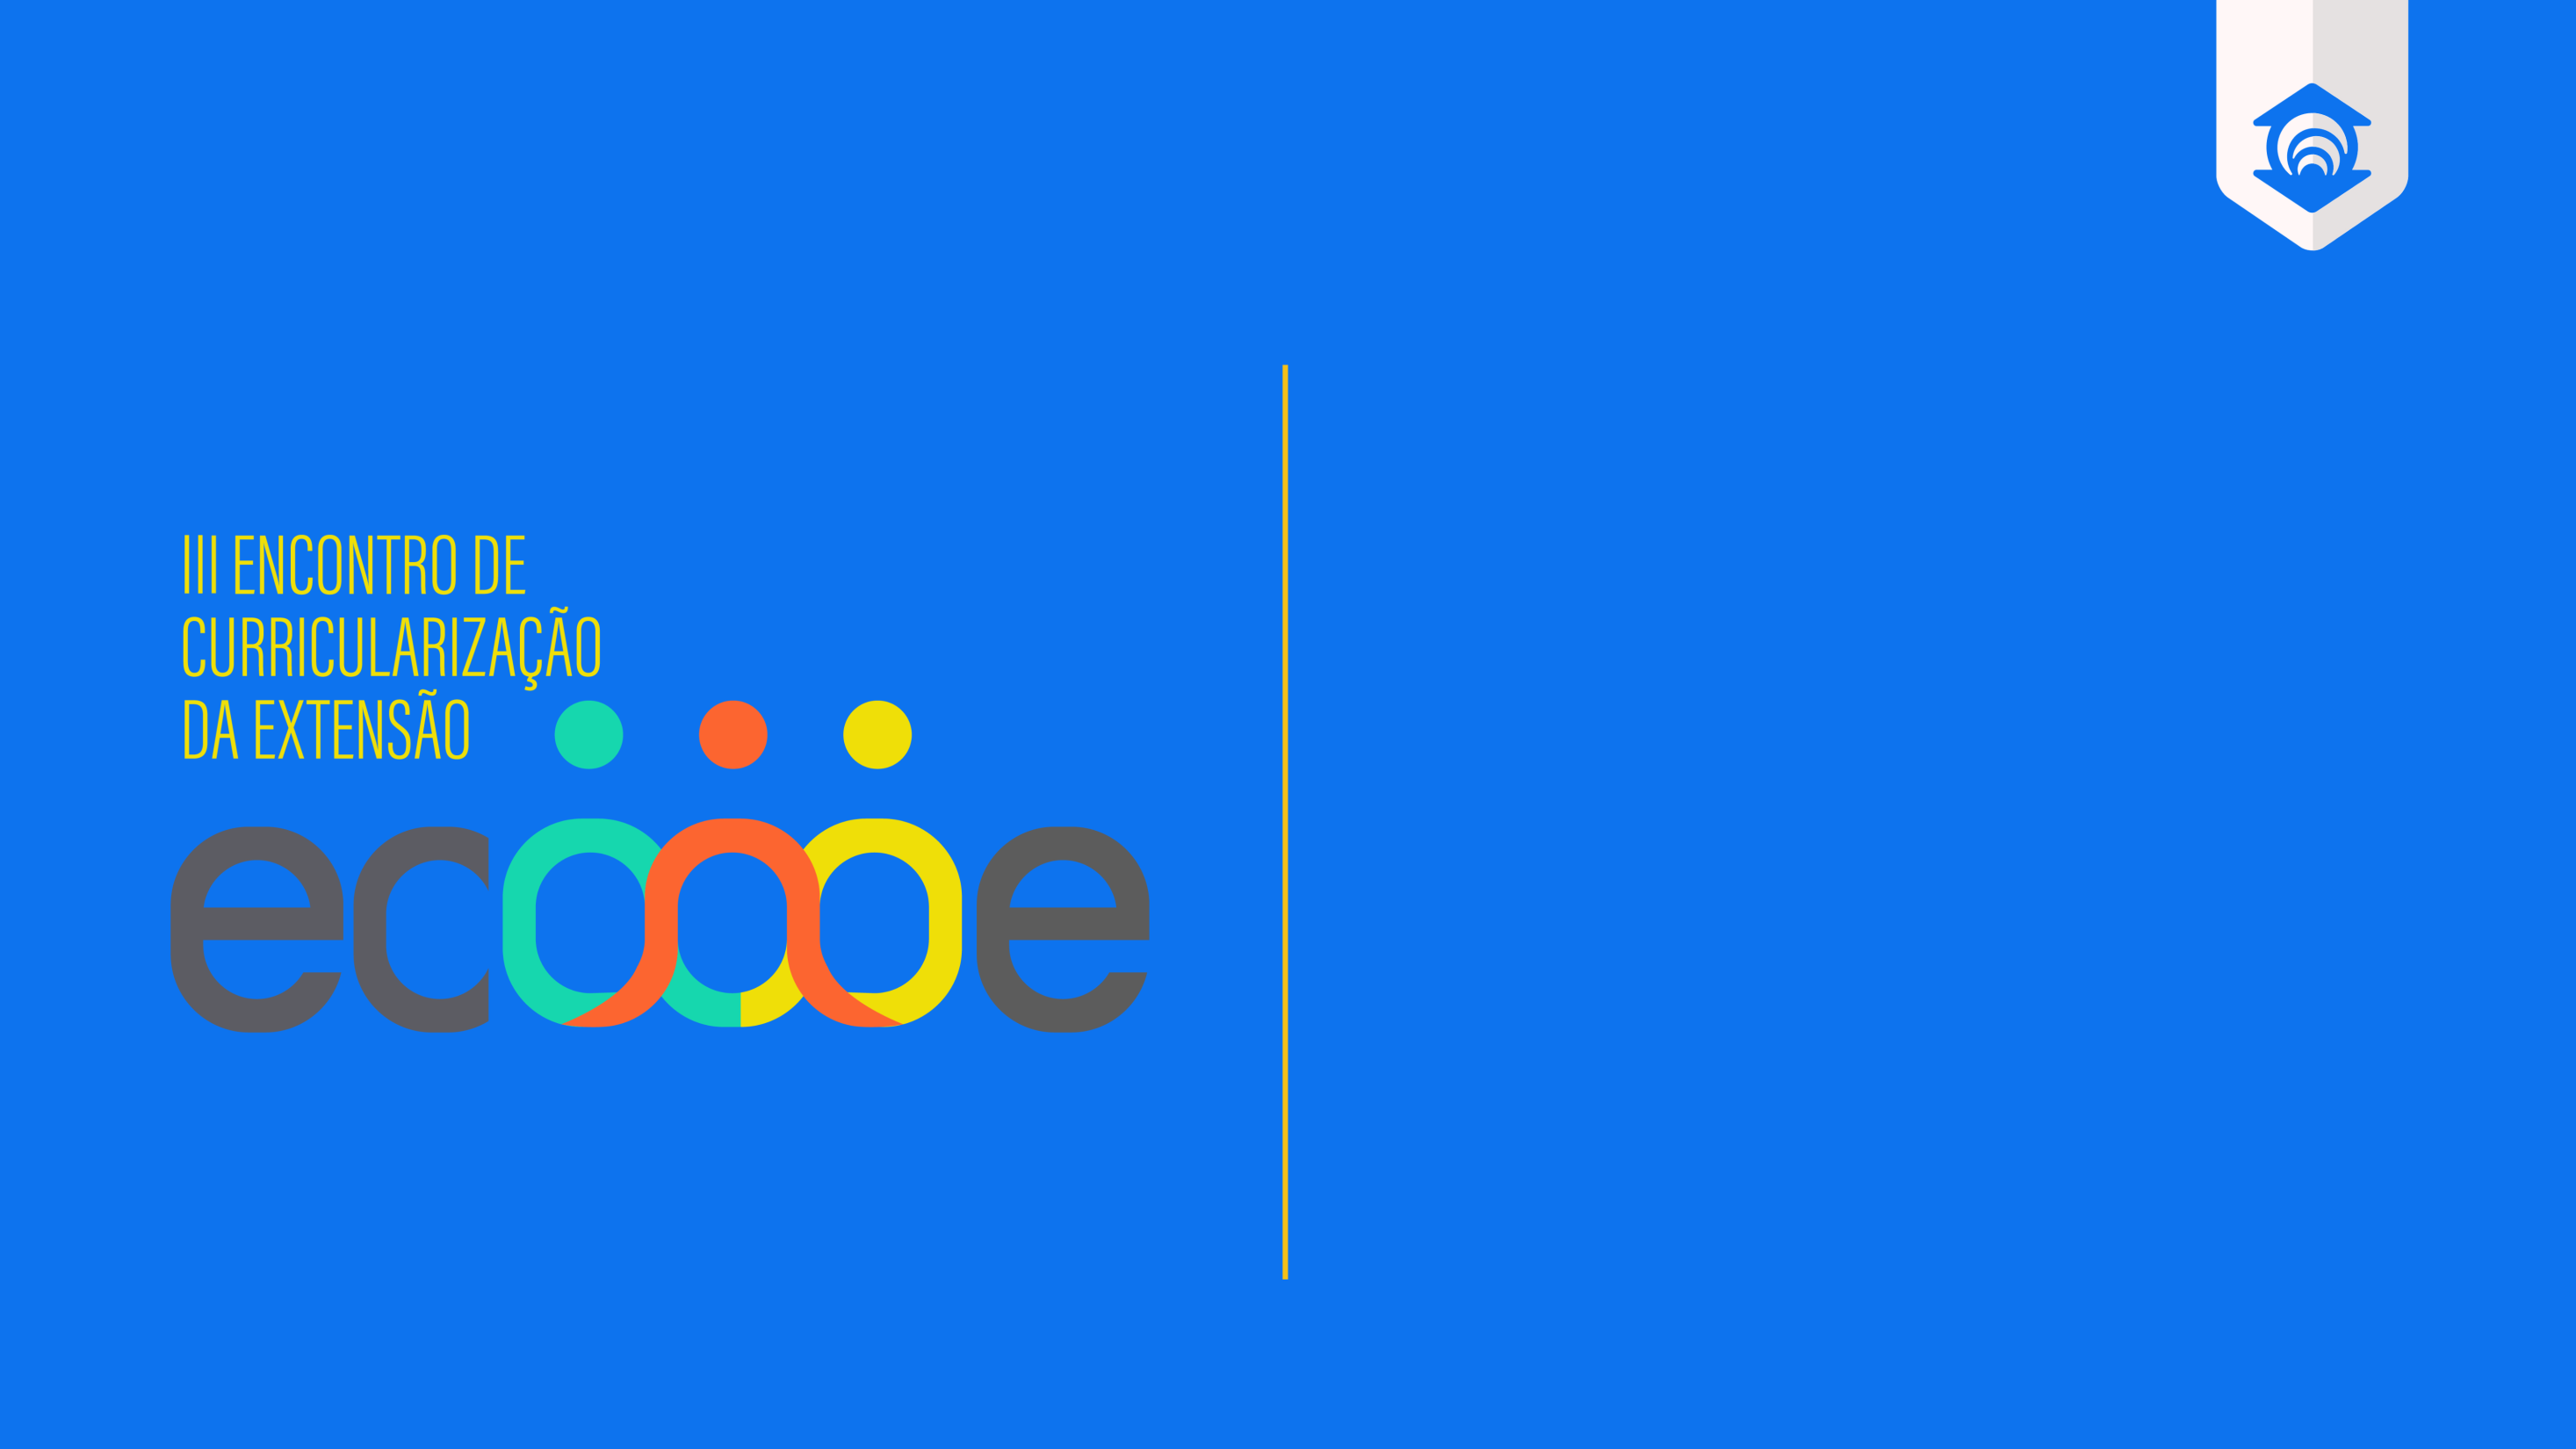 III ENCONTRO DE
CURRICULARIZAÇÃO
DA EXTENSÃO
ecoooe